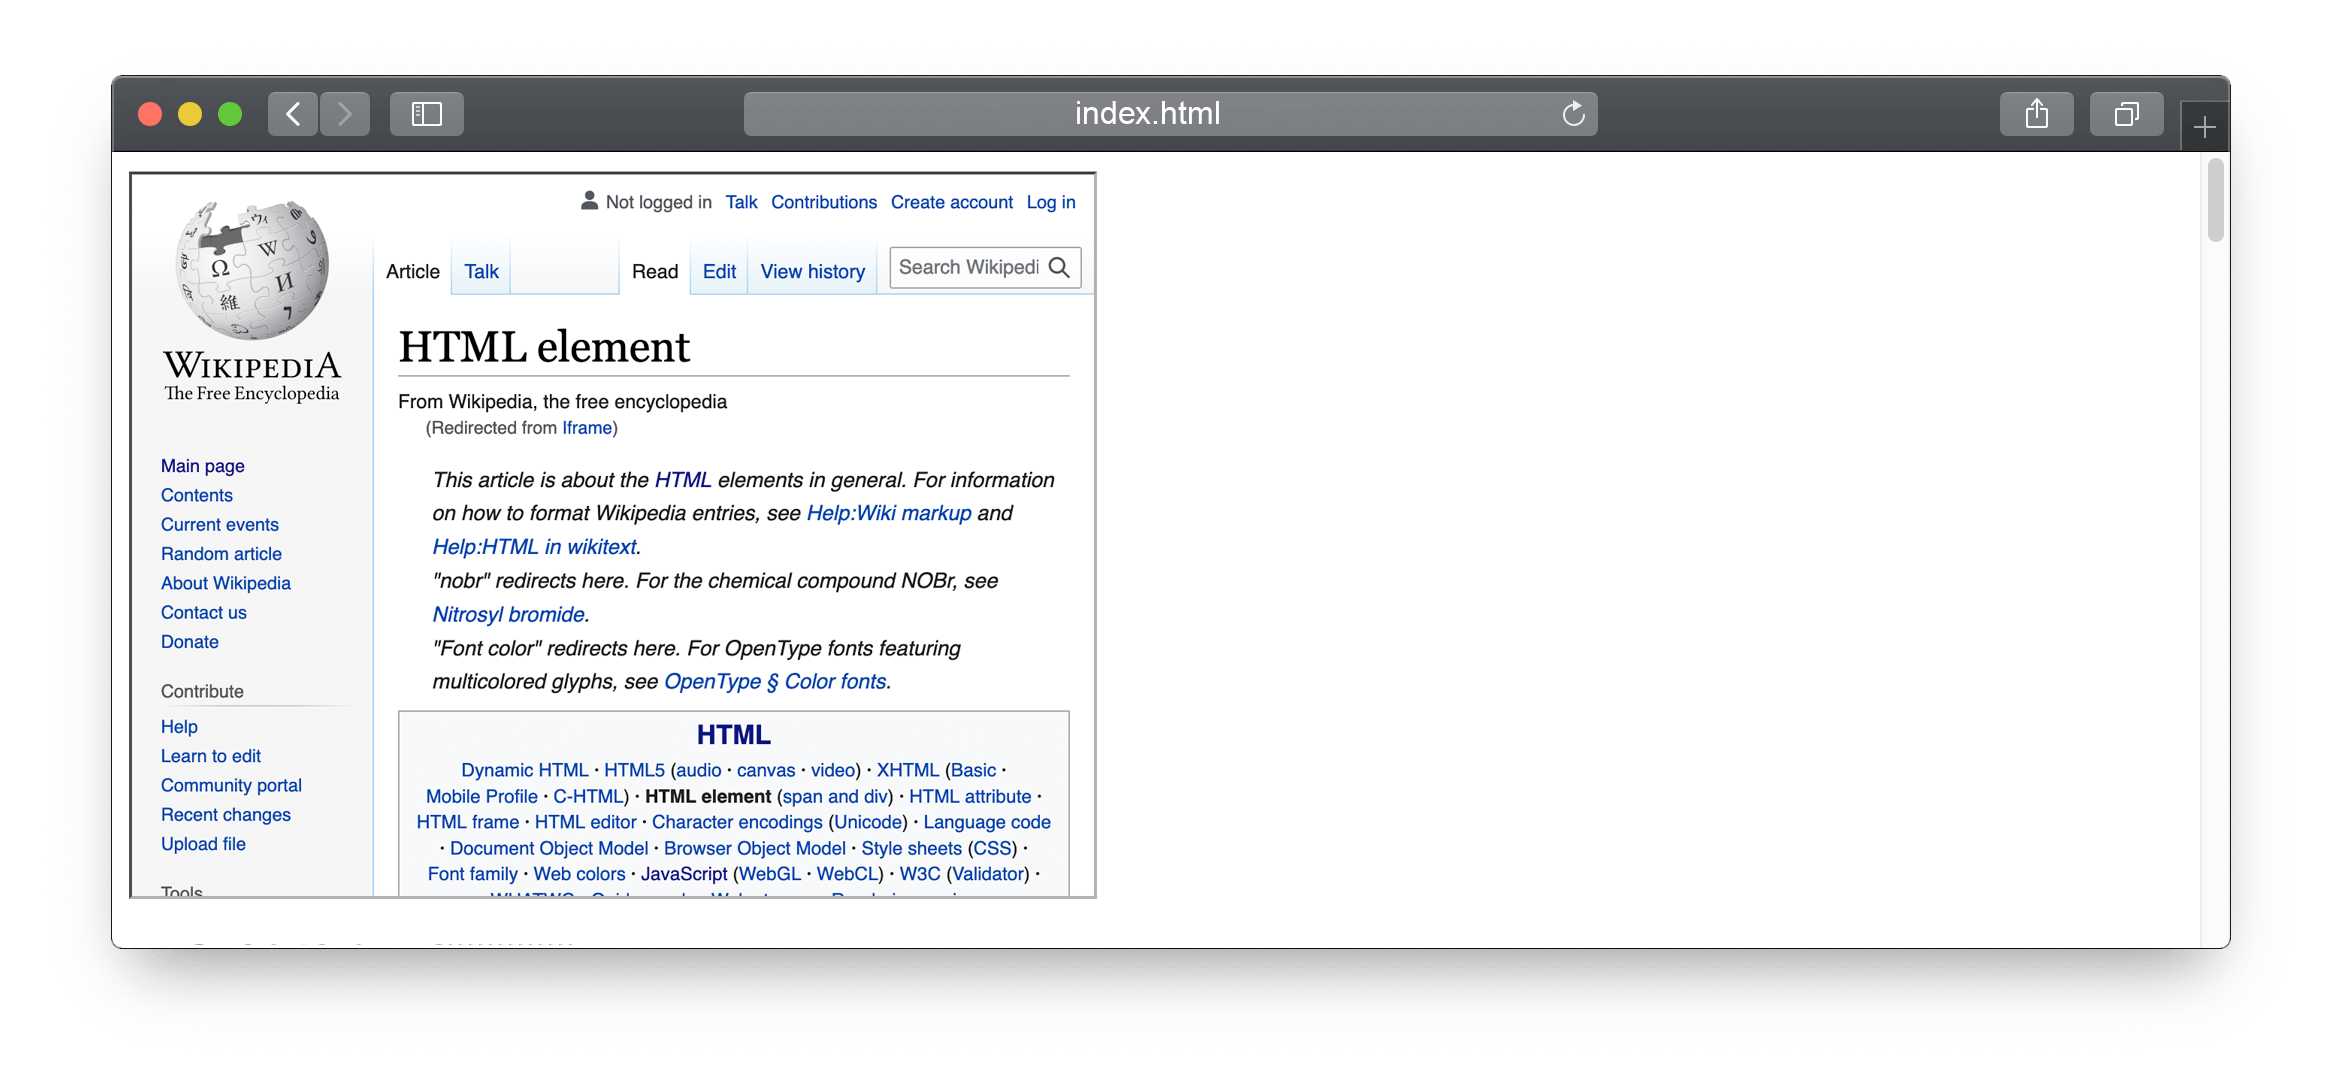 index.html
Not logged in Talk Contributions Create account Log in
Article Talk Read Edit View history Search Wikipedi
Ω W И 維 ウィ 7
WIKIPEDIA
The Free Encyclopedia
Main page
Contents
Current events
Random article
About Wikipedia
Contact us
Donate
Contribute
Help
Learn to edit
Community portal
Recent changes
Upload file
Tools
HTML element
From Wikipedia, the free encyclopedia
(Redirected from Iframe)
This article is about the HTML elements in general. For information
on how to format Wikipedia entries, see Help:Wiki markup and
Help:HTML in wikitext.
"nobr" redirects here. For the chemical compound NOBr, see
Nitrosyl bromide.
"Font color" redirects here. For OpenType fonts featuring
multicolored glyphs, see OpenType § Color fonts.
HTML
Dynamic HTML · HTML5 (audio · canvas · video) · XHTML (Basic ·
Mobile Profile · C-HTML) · HTML element (span and div) · HTML attribute ·
HTML frame · HTML editor · Character encodings (Unicode) · Language code
· Document Object Model · Browser Object Model · Style sheets (CSS) ·
Font family · Web colors · JavaScript (WebGL · WebCL) · W3C (Validator) ·